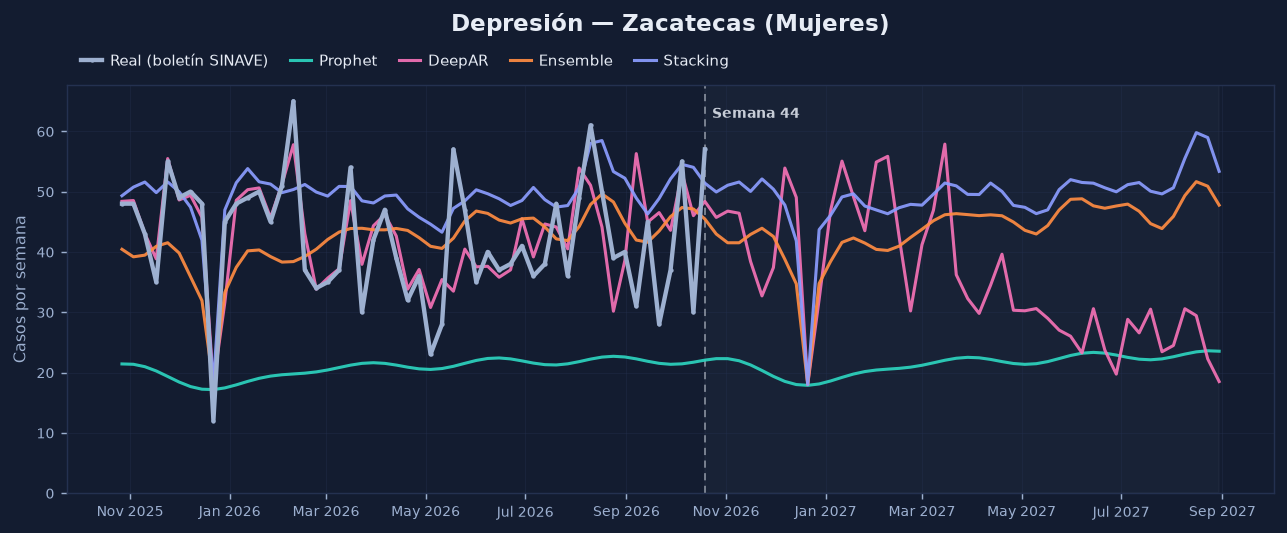 Depresión — Zacatecas (Mujeres)
Real (boletín SINAVE) Prophet DeepAR Ensemble Stacking
Semana 44
Casos por semana
60
50
40
30
20
10
0
Nov 2025 Jan 2026 Mar 2026 May 2026 Jul 2026 Sep 2026 Nov 2026 Jan 2027 Mar 2027 May 2027 Jul 2027 Sep 2027